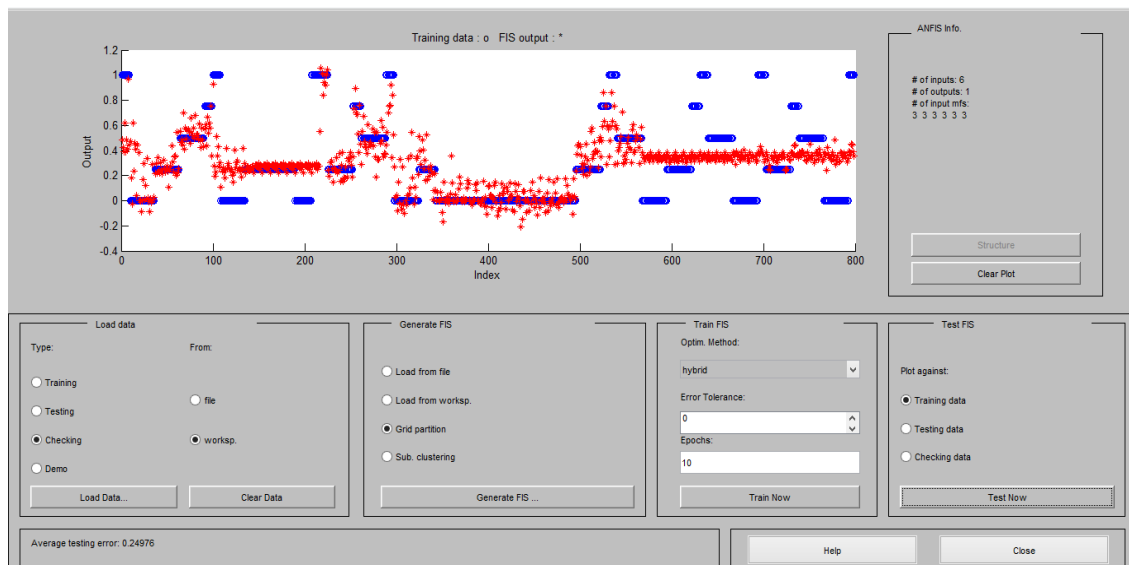 Training data : o   FIS output : *
1.2
1
0.8
0.6
0.4
0.2
0
-0.2
-0.4
Output
0 100 200 300 400 500 600 700 800
Index
ANFIS Info.
# of inputs: 6
# of outputs: 1
# of input mfs:
3 3 3 3 3 3
Structure
Clear Plot
Load data
Type:
From:
Training
Testing
Checking
Demo
file
worksp.
Load Data...
Clear Data
Generate FIS
Load from file
Load from worksp.
Grid partition
Sub. clustering
Generate FIS ...
Train FIS
Optim. Method:
hybrid
Error Tolerance:
0
Epochs:
10
Train Now
Test FIS
Plot against:
Training data
Testing data
Checking data
Test Now
Average testing error: 0.24976
Help
Close